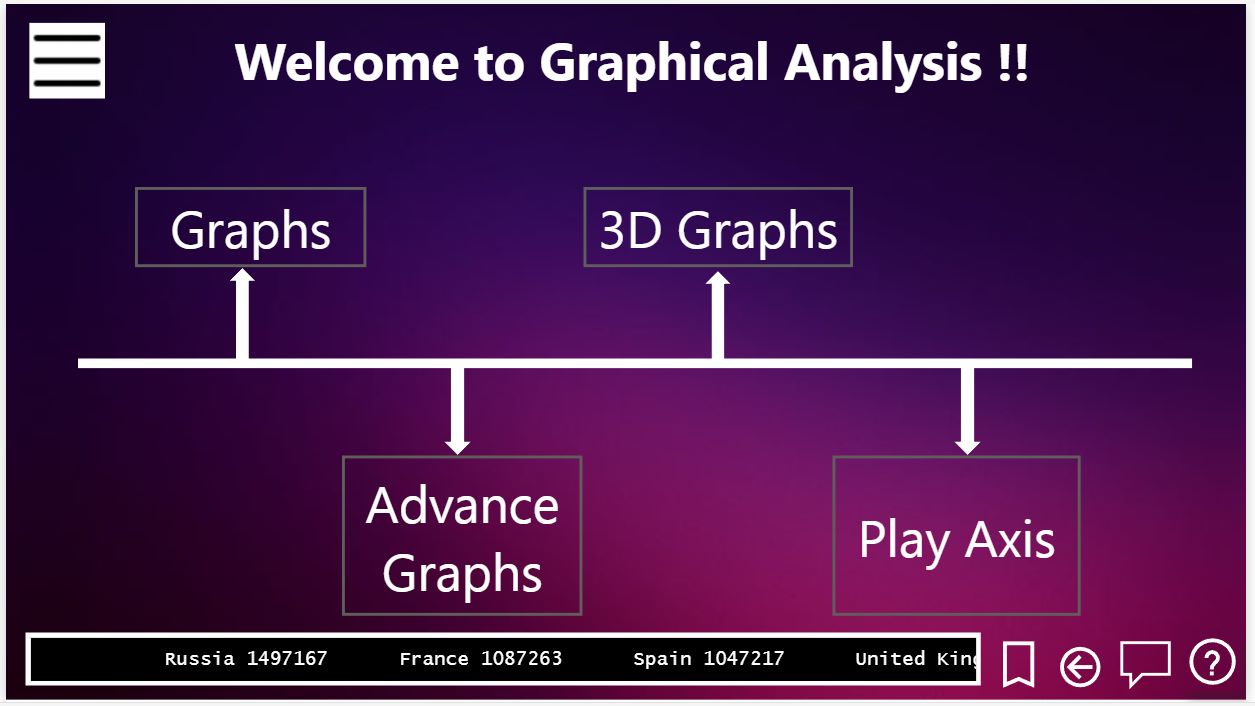 Welcome to Graphical Analysis !!
Graphs
3D Graphs
Advance
Graphs
Play Axis
Russia 1497167 France 1087263 Spain 1047217 United King
?